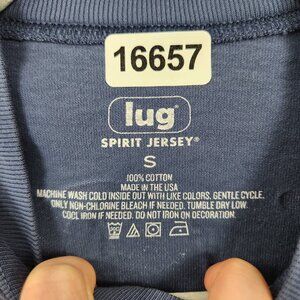 16657
lug®
SPIRIT JERSEY®
S
100% COTTON
MADE IN THE USA
MACHINE WASH COLD INSIDE OUT WITH LIKE COLORS, GENTLE CYCLE.
ONLY NON-CHLORINE BLEACH IF NEEDED. TUMBLE DRY LOW.
COOL IRON IF NEEDED. DO NOT IRON ON DECORATION.